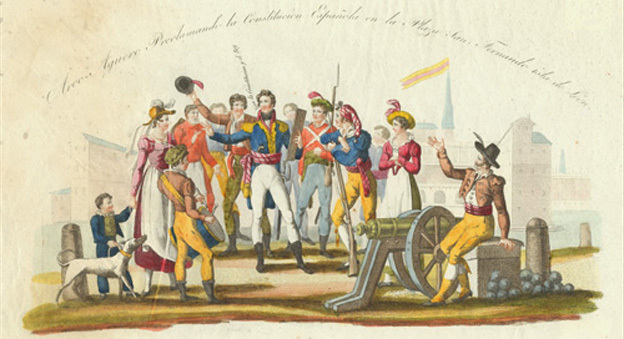 Arco-Aguero Proclamando la Constitucion Española en la Plaza San Fernando isla de Leon